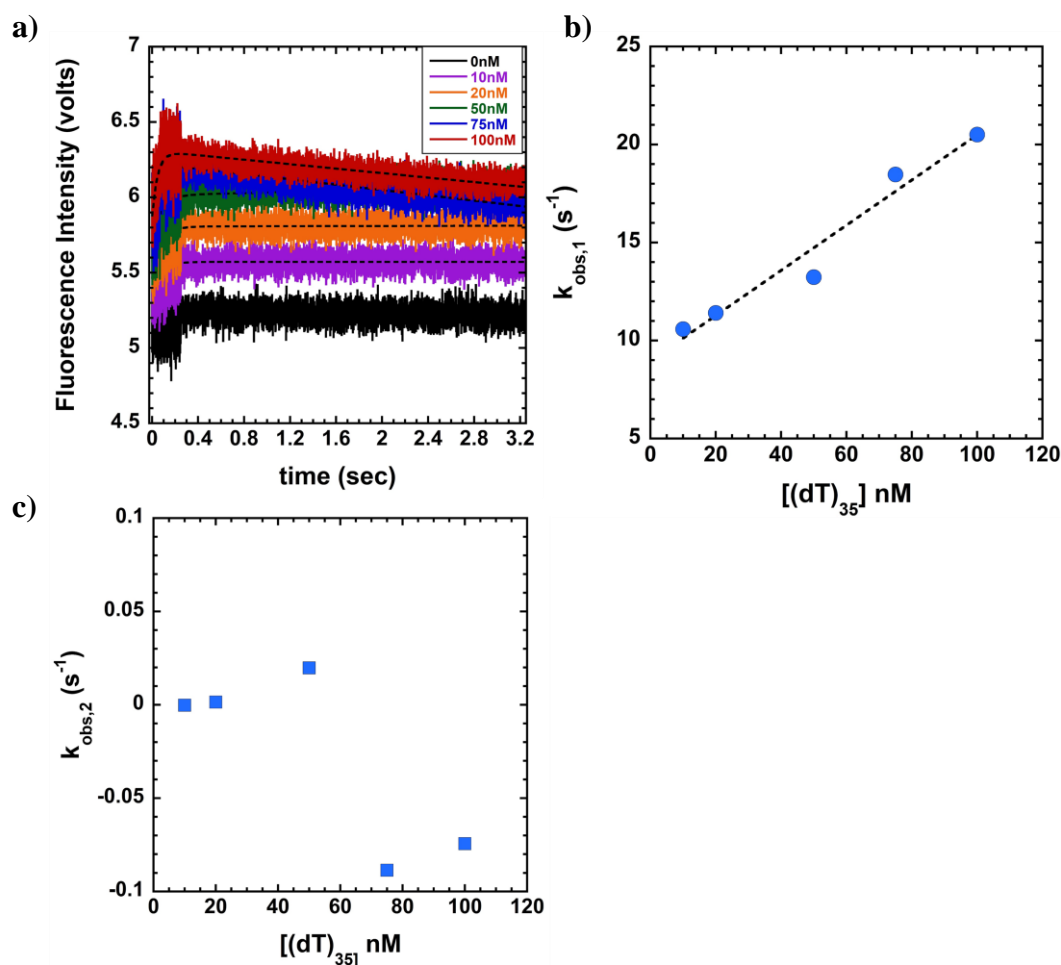 a)
7
6.5
6
5.5
5
4.5
Fluorescence Intensity (volts)
0nM
10nM
20nM
50nM
75nM
100nM
0 0.4 0.8 1.2 1.6 2 2.4 2.8 3.2
time (sec)
b)
25
20
15
10
5
k_obs,1 (s⁻¹)
0 20 40 60 80 100 120
[(dT)₃₅] nM
c)
0.1
0.05
0
-0.05
-0.1
k_obs,2 (s⁻¹)
0 20 40 60 80 100 120
[(dT)₃₅] nM